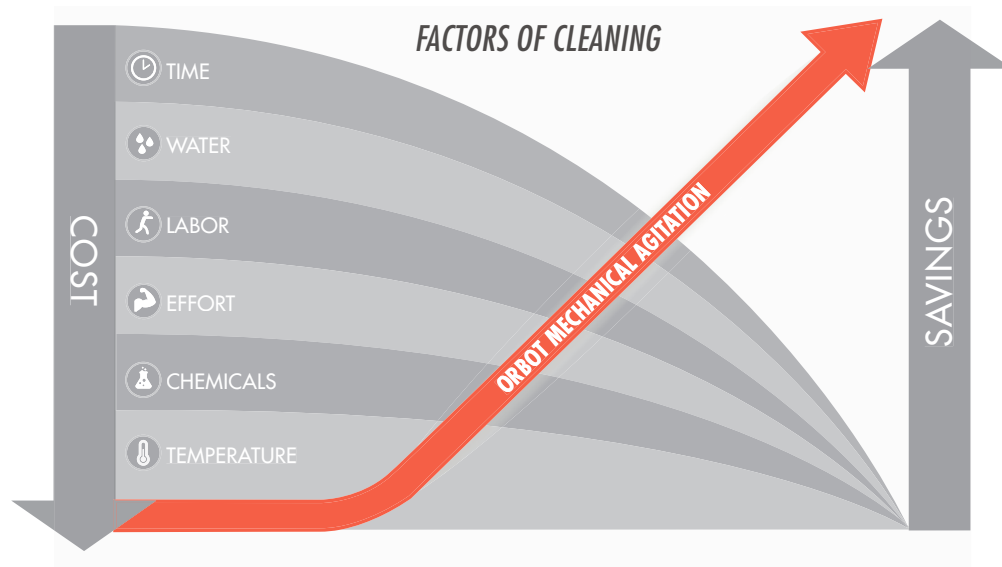 FACTORS OF CLEANING
TIME
WATER
LABOR
EFFORT
CHEMICALS
TEMPERATURE
COST
ORBOT MECHANICAL AGITATION
SAVINGS